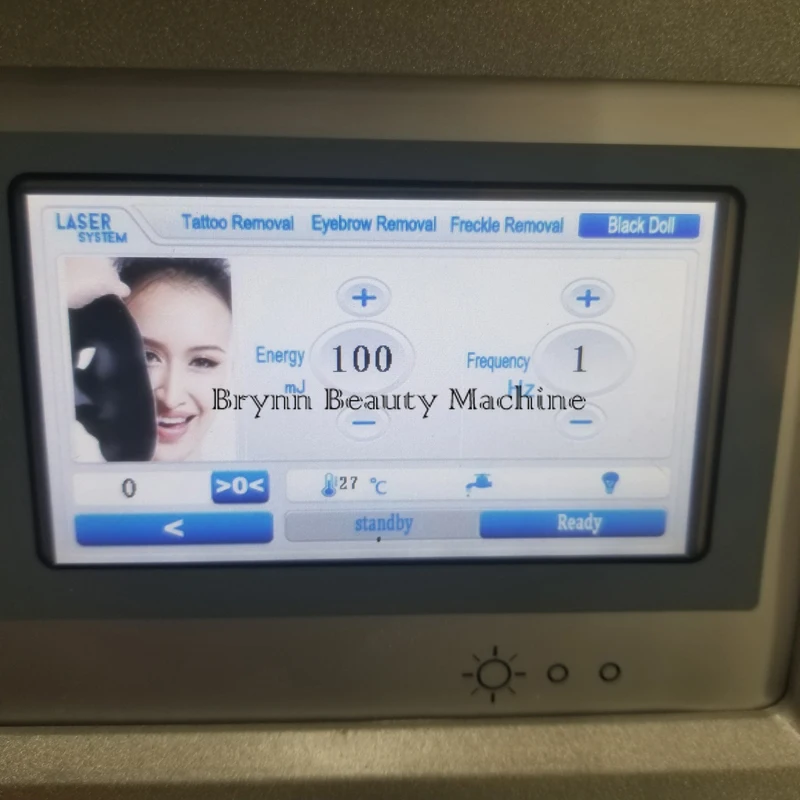 LASER
SYSTEM
Tattoo Removal Eyebrow Removal Freckle Removal Black Doll
+ +
Energy 100 Frequency 1
mJ Hz
Brynn Beauty Machine
- -
0 >0< 27 °C
< standby Ready